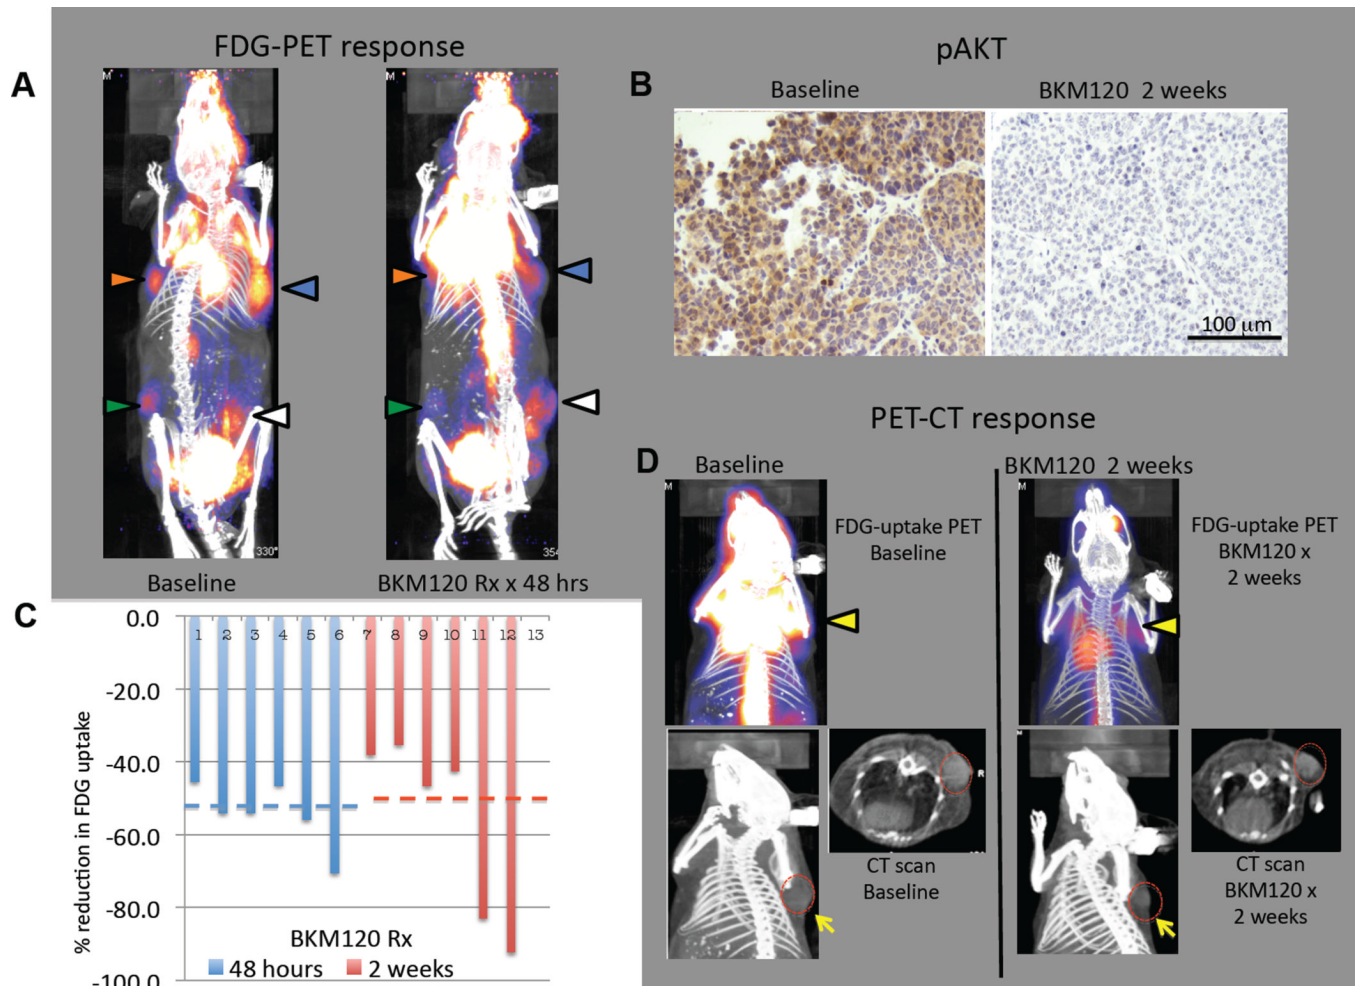 FDG-PET response
pAKT
A
M
M
B
Baseline
BKM120 2 weeks
100 μm
330°
354
Baseline
BKM120 Rx x 48 hrs
PET-CT response
C
% reduction in FDG uptake
0.0
-20.0
-40.0
-60.0
-80.0
-100.0
1 2 3 4 5 6 7 8 9 10 11 12 13
BKM120 Rx
48 hours
2 weeks
D
Baseline
BKM120 2 weeks
M
M
FDG-uptake PET
Baseline
FDG-uptake PET
BKM120 x
2 weeks
R
CT scan
Baseline
CT scan
BKM120 x
2 weeks